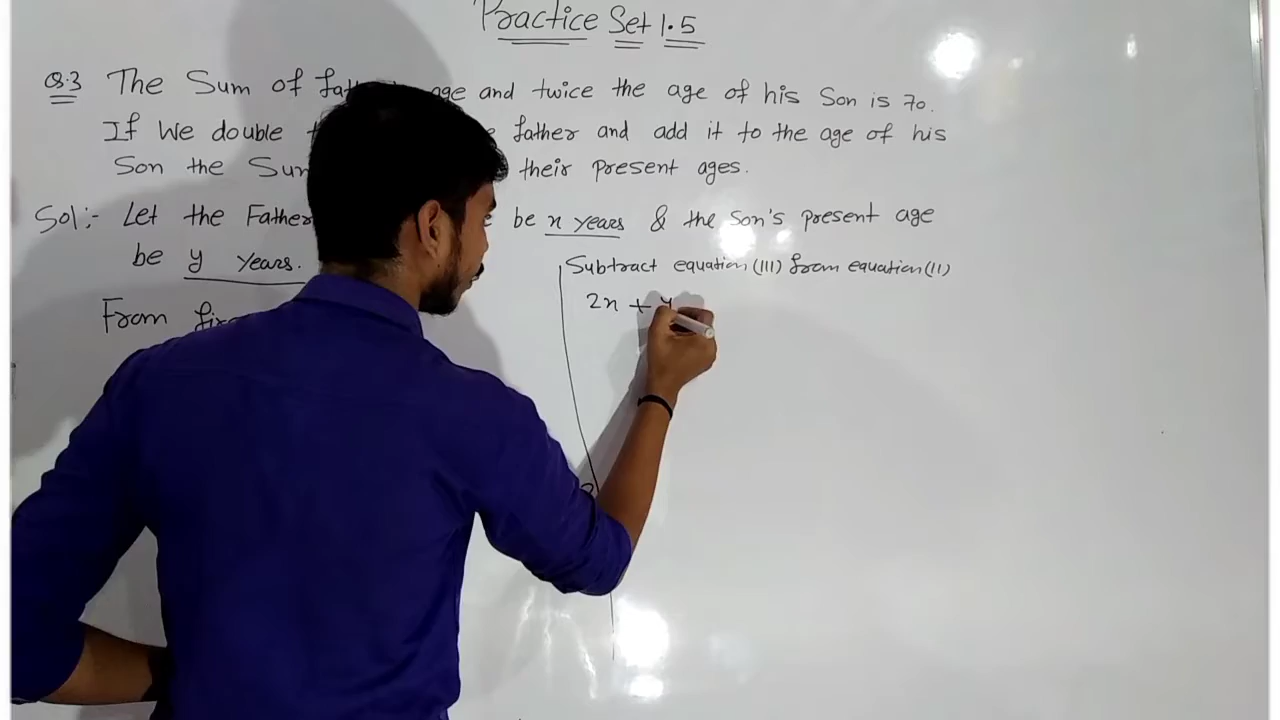 Practice Set 1.5
Q.3 The Sum of age and twice the age of his Son is 70.
If We double father and add it to the age of his
Son the their present ages.
Sol:- Let the Father be x years & the Son's present age
be y years.
From
Subtract equation (III) from equation (II)
2x +